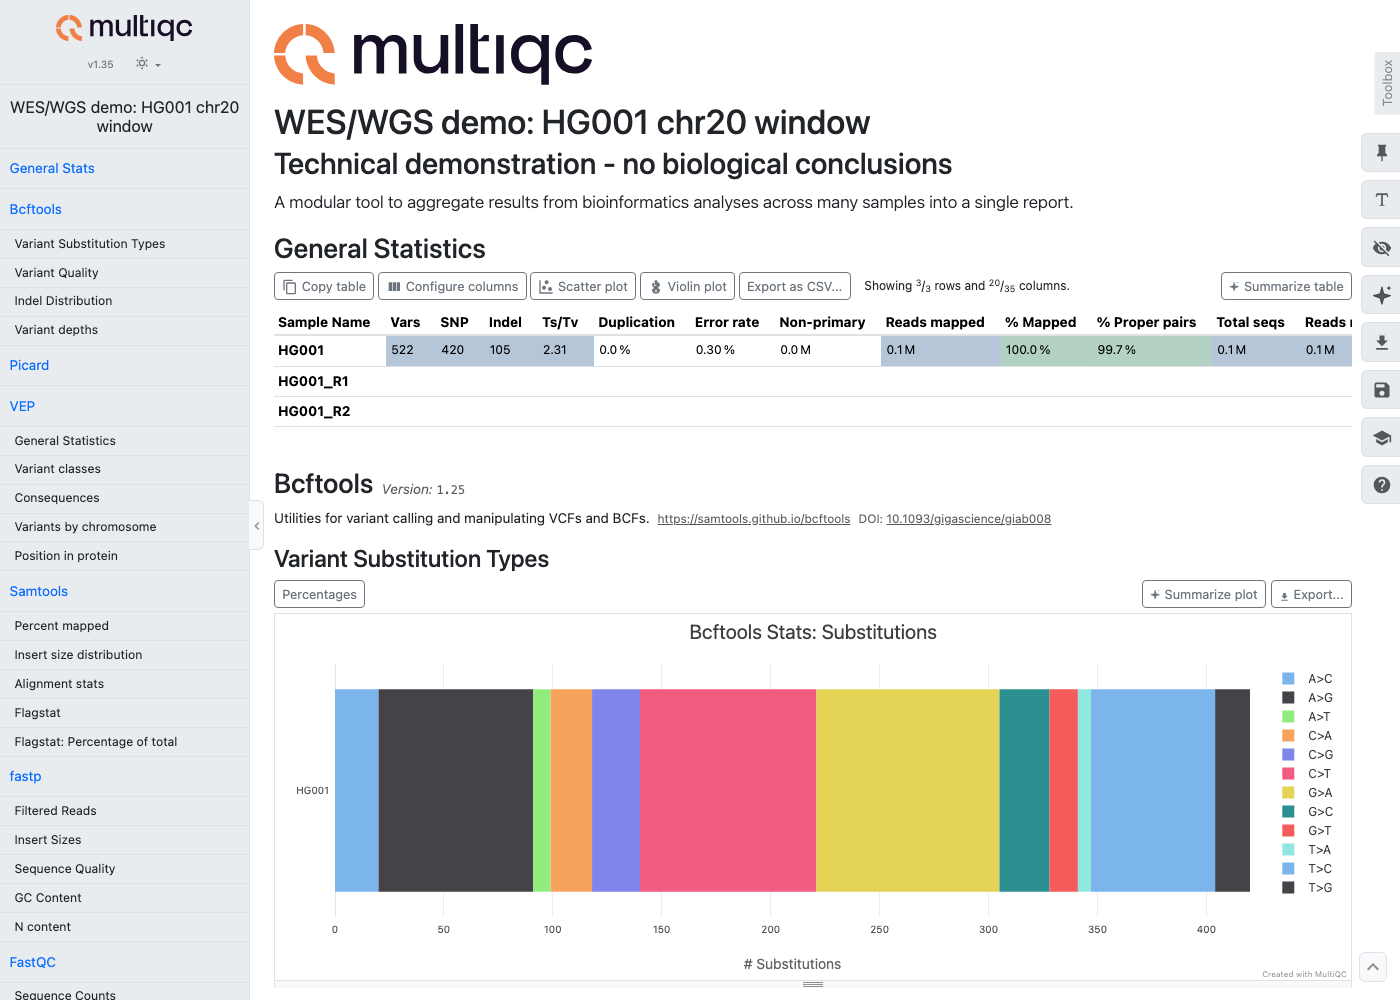 multiqc
v1.35
WES/WGS demo: HG001 chr20
window
General Stats
Bcftools
Variant Substitution Types
Variant Quality
Indel Distribution
Variant depths
Picard
VEP
General Statistics
Variant classes
Consequences
Variants by chromosome
Position in protein
Samtools
Percent mapped
Insert size distribution
Alignment stats
Flagstat
Flagstat: Percentage of total
fastp
Filtered Reads
Insert Sizes
Sequence Quality
GC Content
N content
FastQC
Sequence Counts
multiqc
WES/WGS demo: HG001 chr20 window
Technical demonstration - no biological conclusions
A modular tool to aggregate results from bioinformatics analyses across many samples into a single report.
General Statistics
Copy table Configure columns Scatter plot Violin plot Export as CSV... Showing 3/3 rows and 20/35 columns. Summarize table
Sample Name Vars SNP Indel Ts/Tv Duplication Error rate Non-primary Reads mapped % Mapped % Proper pairs Total seqs Reads
HG001 522 420 105 2.31 0.0 % 0.30 % 0.0 M 0.1 M 100.0 % 99.7 % 0.1 M 0.1 M
HG001_R1
HG001_R2
Bcftools Version: 1.25
Utilities for variant calling and manipulating VCFs and BCFs. https://samtools.github.io/bcftools DOI: 10.1093/gigascience/giab008
Variant Substitution Types
Percentages Summarize plot Export...
Bcftools Stats: Substitutions
HG001
0 50 100 150 200 250 300 350 400
# Substitutions
A>C
A>G
A>T
C>A
C>G
C>T
G>A
G>C
G>T
T>A
T>C
T>G
Created with MultiQC
Toolbox